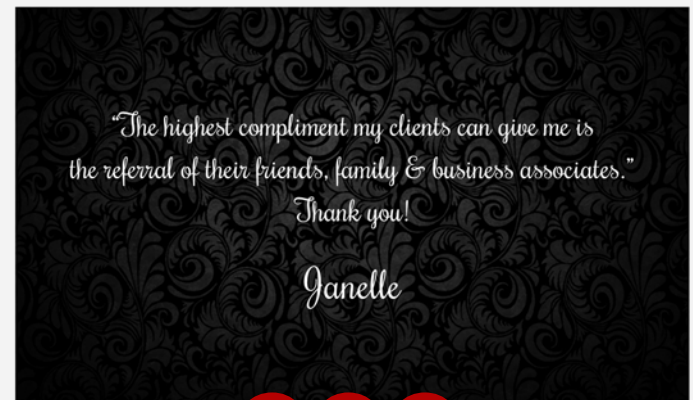 “The highest compliment my clients can give me is
the referral of their friends, family & business associates.”
Thank you!
Janelle